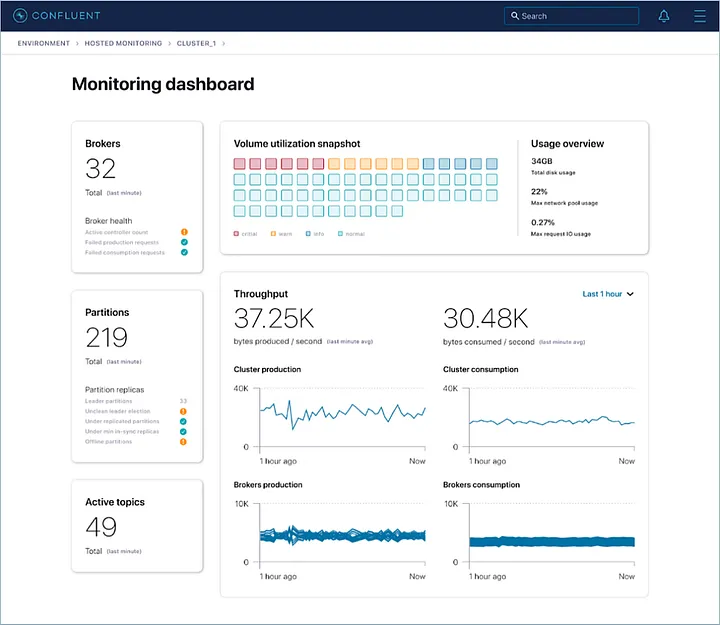 CONFLUENT
Search
ENVIRONMENT > HOSTED MONITORING > CLUSTER_1 >
Monitoring dashboard
Brokers
32
Total (last minute)
Broker health
Active controller count
Failed production requests
Failed consumption requests
Partitions
219
Total (last minute)
Partition replicas
Leader partitions 33
Unclean leader election
Under replicated partitions
Under min in-sync replicas
Offline partitions
Active topics
49
Total (last minute)
Volume utilization snapshot
critial warn info normal
Usage overview
34GB
Total disk usage
22%
Max network pool usage
0.27%
Max request IO usage
Throughput
Last 1 hour
37.25K
bytes produced / second (last minute avg)
30.48K
bytes consumed / second (last minute avg)
Cluster production
40K
0
1 hour ago Now
Cluster consumption
40K
0
1 hour ago Now
Brokers production
10K
0
1 hour ago Now
Brokers consumption
10K
0
1 hour ago Now